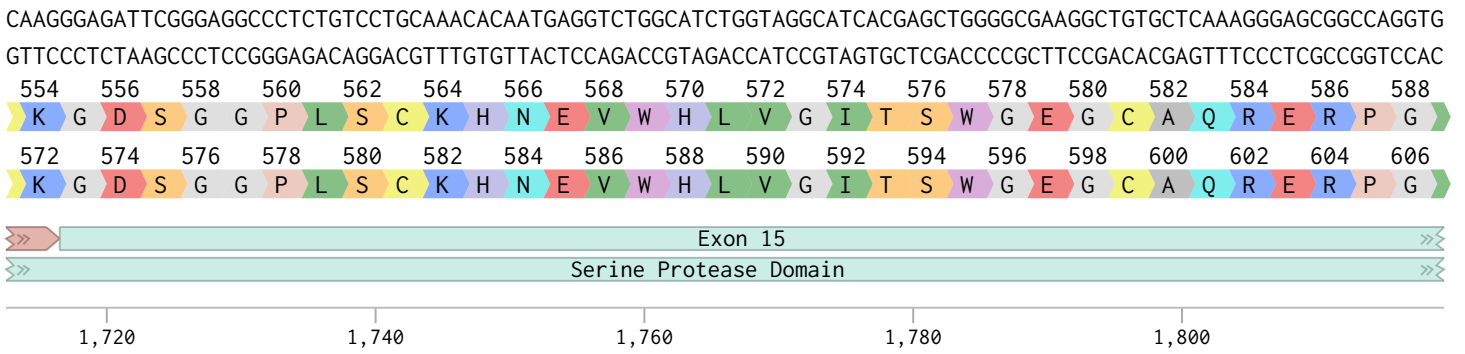 CAAGGGAGATTCGGGAGGCCCTCTGTCCTGCAAACACAATGAGGTCTGGCATCTGGTAGGCATCACGAGCTGGGGCGAAGGCTGTGCTCAAAGGGAGCGGCCAGGTG
GTTCCCTCTAAGCCCTCCGGGAGACAGGACGTTTGTGTTACTCCAGACCGTAGACCATCCGTAGTGCTCGACCCCGCTTCCGACACGAGTTTCCCTCGCCGGTCCAC
554 556 558 560 562 564 566 568 570 572 574 576 578 580 582 584 586 588
K G D S G G P L S C K H N E V W H L V G I T S W G E G C A Q R E R P G
572 574 576 578 580 582 584 586 588 590 592 594 596 598 600 602 604 606
K G D S G G P L S C K H N E V W H L V G I T S W G E G C A Q R E R P G
Exon 15
Serine Protease Domain
1,720 1,740 1,760 1,780 1,800